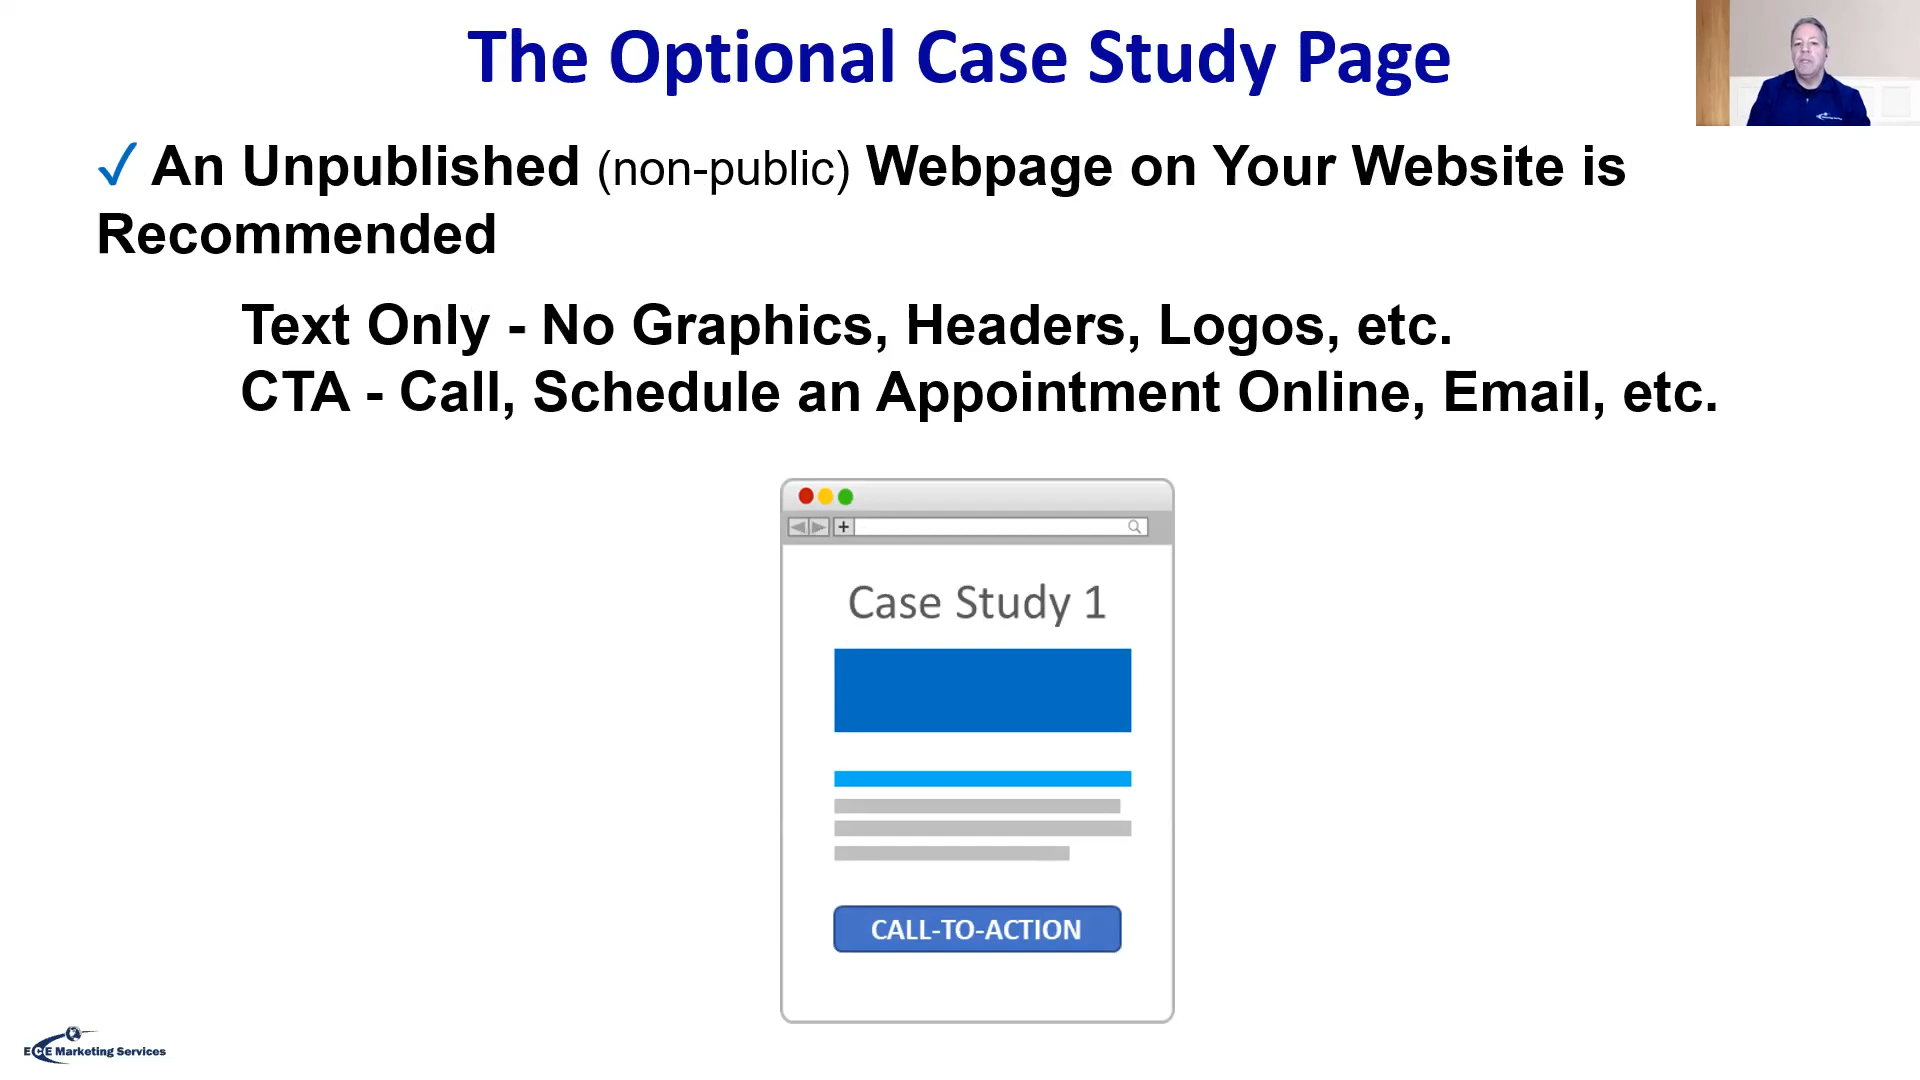 The Optional Case Study Page
✓ An Unpublished (non-public) Webpage on Your Website is
Recommended
Text Only - No Graphics, Headers, Logos, etc.
CTA - Call, Schedule an Appointment Online, Email, etc.
Case Study 1
CALL-TO-ACTION
ECE Marketing Services